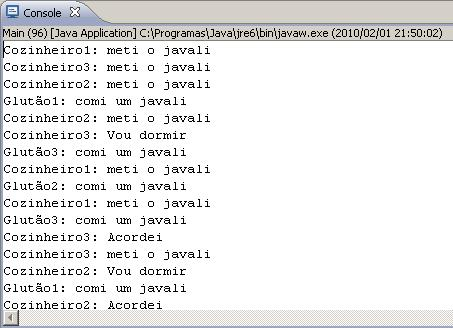 Console
Main (96) [Java Application] C:\Programas\Java\jre6\bin\javaw.exe (2010/02/01 21:50:02)
Cozinheiro1: meti o javali
Cozinheiro3: meti o javali
Cozinheiro2: meti o javali
Glutão1: comi um javali
Cozinheiro2: meti o javali
Cozinheiro3: Vou dormir
Glutão3: comi um javali
Cozinheiro1: meti o javali
Glutão2: comi um javali
Cozinheiro1: meti o javali
Glutão3: comi um javali
Cozinheiro3: Acordei
Cozinheiro3: meti o javali
Cozinheiro2: Vou dormir
Glutão1: comi um javali
Cozinheiro2: Acordei